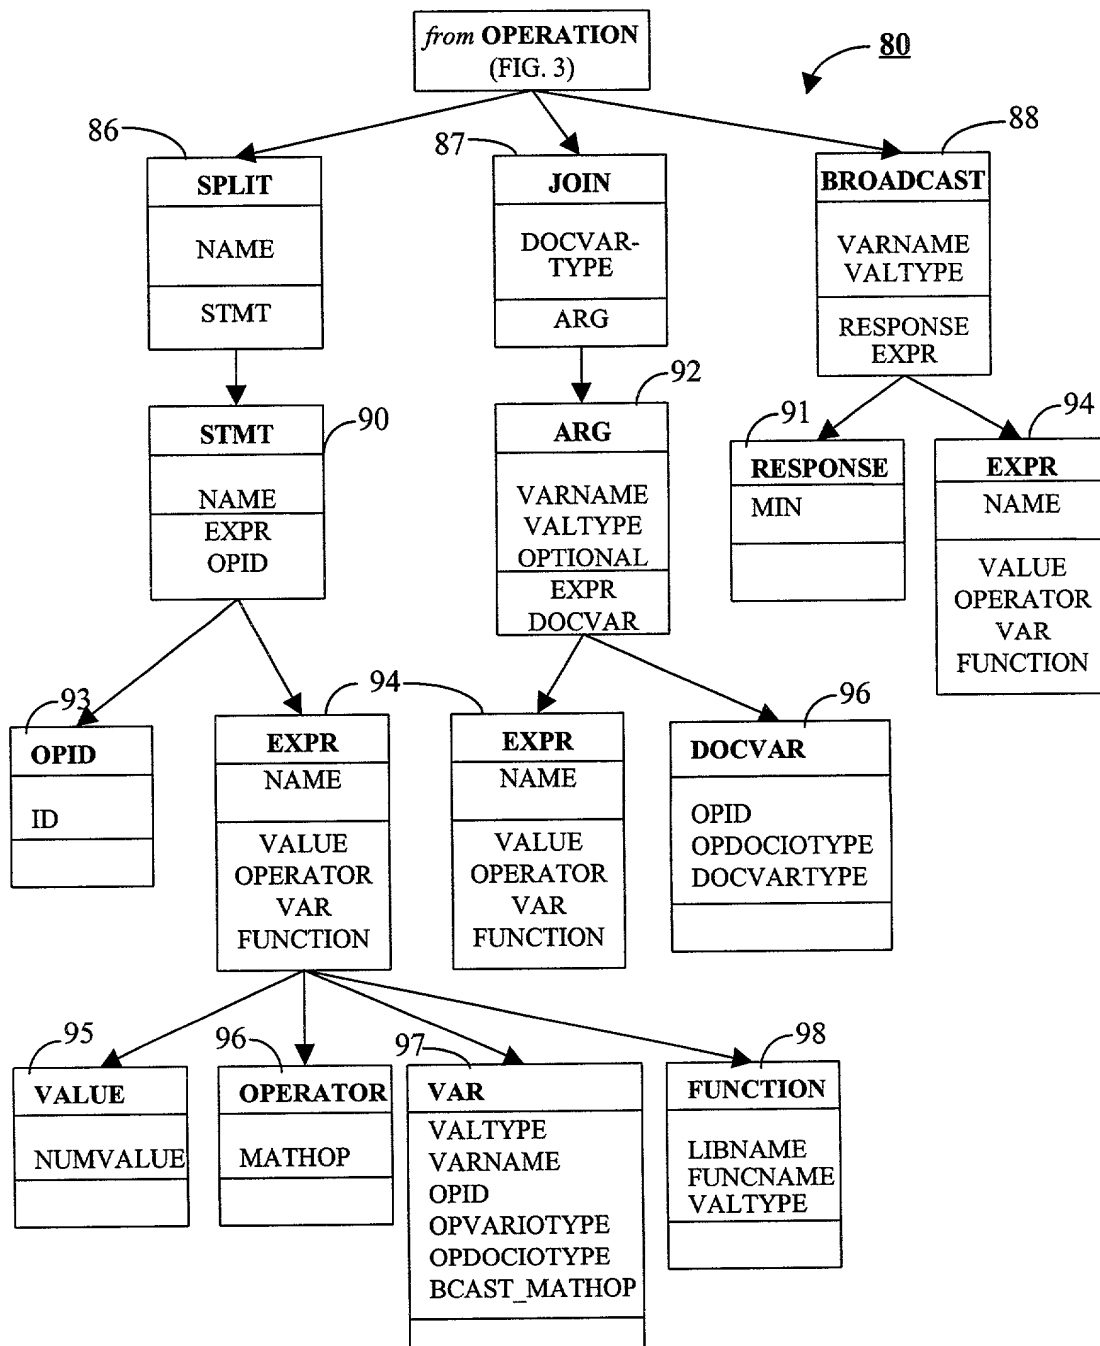 from OPERATION
(FIG. 3)
80
86
SPLIT
NAME
STMT
87
JOIN
DOCVAR-
TYPE
ARG
88
BROADCAST
VARNAME
VALTYPE
RESPONSE
EXPR
90
STMT
NAME
EXPR
OPID
92
ARG
VARNAME
VALTYPE
OPTIONAL
EXPR
DOCVAR
91
RESPONSE
MIN
94
EXPR
NAME
VALUE
OPERATOR
VAR
FUNCTION
93
OPID
ID
94
EXPR
NAME
VALUE
OPERATOR
VAR
FUNCTION
EXPR
NAME
VALUE
OPERATOR
VAR
FUNCTION
96
DOCVAR
OPID
OPDOCIOTYPE
DOCVARTYPE
95
VALUE
NUMVALUE
96
OPERATOR
MATHOP
97
VAR
VALTYPE
VARNAME
OPID
OPVARIOTYPE
OPDOCIOTYPE
BCAST_MATHOP
98
FUNCTION
LIBNAME
FUNCNAME
VALTYPE